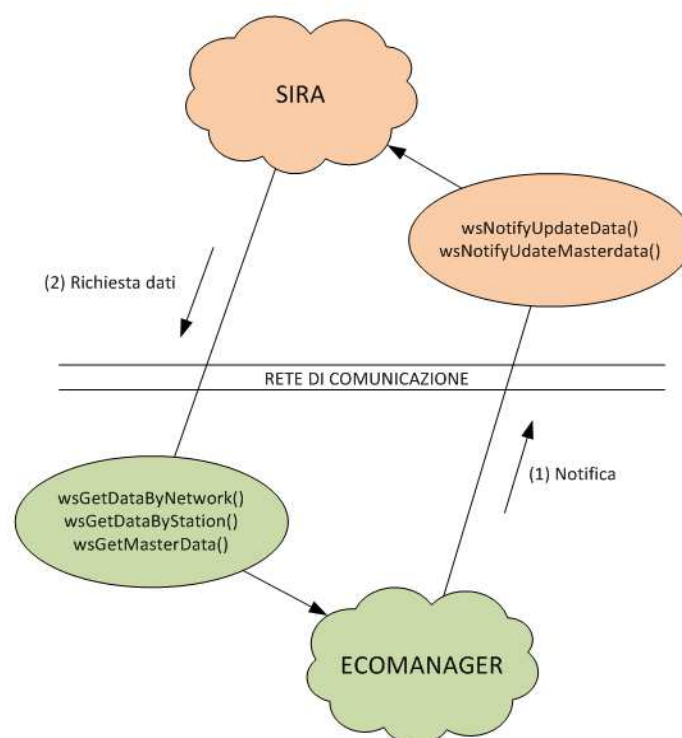 SIRA
wsNotifyUpdateData()
wsNotifyUdateMasterdata()
(2) Richiesta dati
RETE DI COMUNICAZIONE
(1) Notifica
wsGetDataByNetwork()
wsGetDataByStation()
wsGetMasterData()
ECOMANAGER